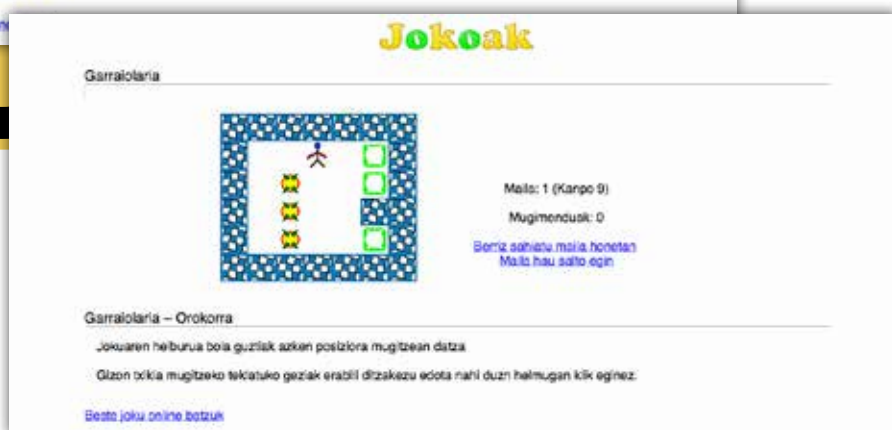 Jokoak
Garraiolaria
Maila: 1 (Kanpo 9)
Mugimenduak: 0
Berriz sahiatu maila honetan
Maila hau salto egin
Garraiolaria – Orokorra
Jokuaren helburua bola guztiak azken posiziora mugitzean datza
Gizon txikia mugitzeko teklatuko geziak erabili ditzakezu edota nahi duzn helmugan klik eginez.
Beste joku online batzuk